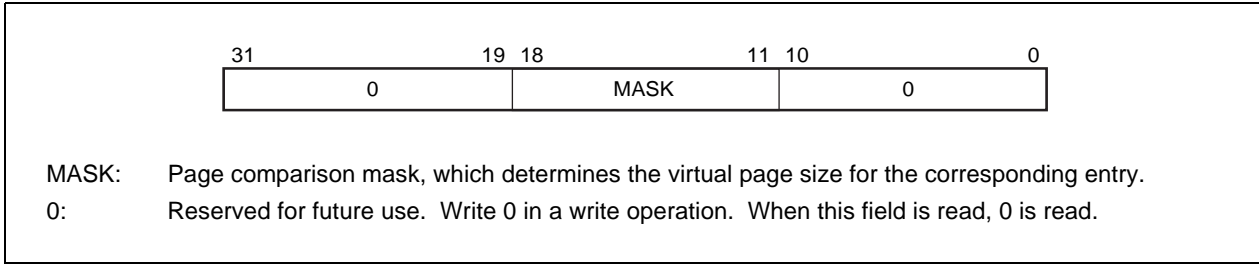 31 19 18 11 10 0
0 MASK 0
MASK: Page comparison mask, which determines the virtual page size for the corresponding entry.
0: Reserved for future use. Write 0 in a write operation. When this field is read, 0 is read.